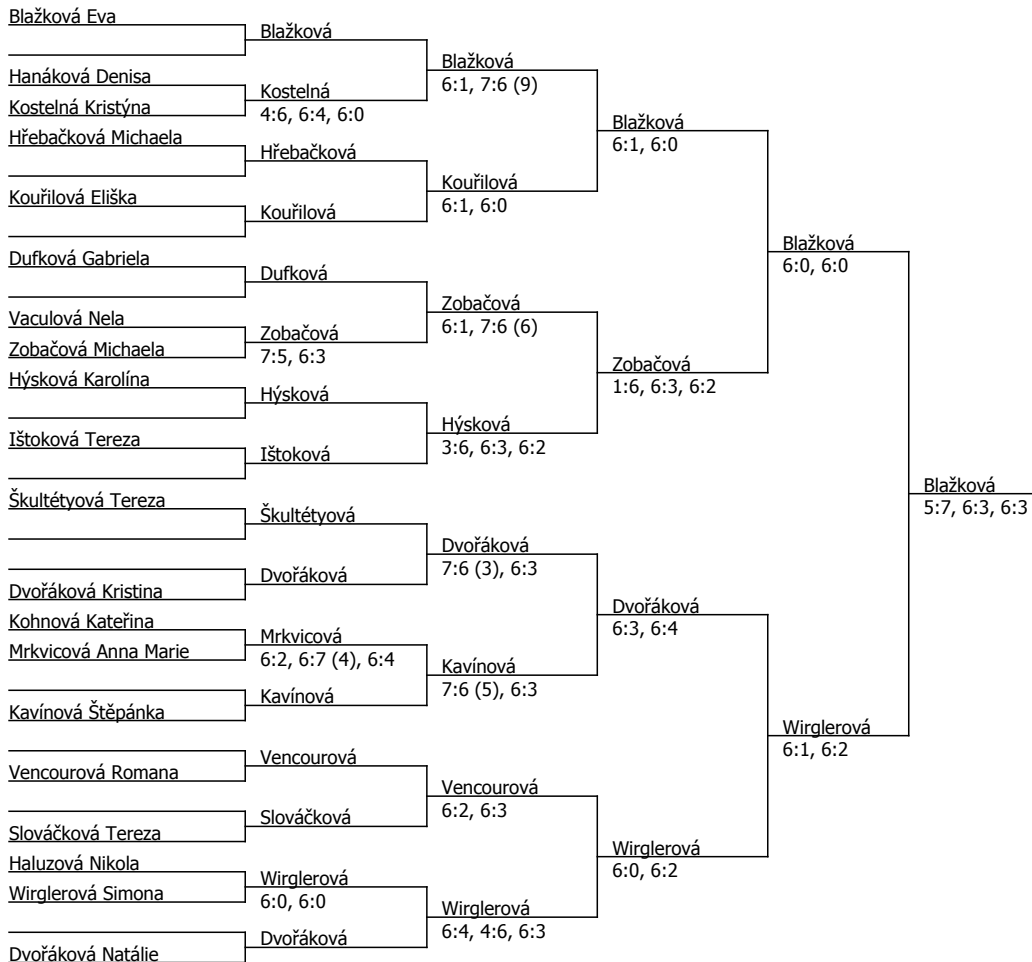 Blažková Eva
Blažková
Blažková
6:1, 7:6 (9)
Hanáková Denisa
Kostelná
4:6, 6:4, 6:0
Kostelná Kristýna
Blažková
6:1, 6:0
Hřebačková Michaela
Hřebačková
Kouřilová
6:1, 6:0
Kouřilová Eliška
Kouřilová
Blažková
6:0, 6:0
Dufková Gabriela
Dufková
Zobačová
6:1, 7:6 (6)
Vaculová Nela
Zobačová
7:5, 6:3
Zobačová Michaela
Zobačová
1:6, 6:3, 6:2
Hýsková Karolína
Hýsková
Hýsková
3:6, 6:3, 6:2
Ištoková Tereza
Ištoková
Blažková
5:7, 6:3, 6:3
Škultétyová Tereza
Škultétyová
Dvořáková
7:6 (3), 6:3
Dvořáková
Dvořáková Kristina
Dvořáková
6:3, 6:4
Kohnová Kateřina
Mrkvicová
6:2, 6:7 (4), 6:4
Mrkvicová Anna Marie
Kavínová
7:6 (5), 6:3
Kavínová
Kavínová Štěpánka
Wirglerová
6:1, 6:2
Vencourová
Vencourová Romana
Vencourová
6:2, 6:3
Slováčková
Slováčková Tereza
Wirglerová
6:0, 6:2
Haluzová Nikola
Wirglerová
6:0, 6:0
Wirglerová Simona
Wirglerová
6:4, 4:6, 6:3
Dvořáková
Dvořáková Natálie